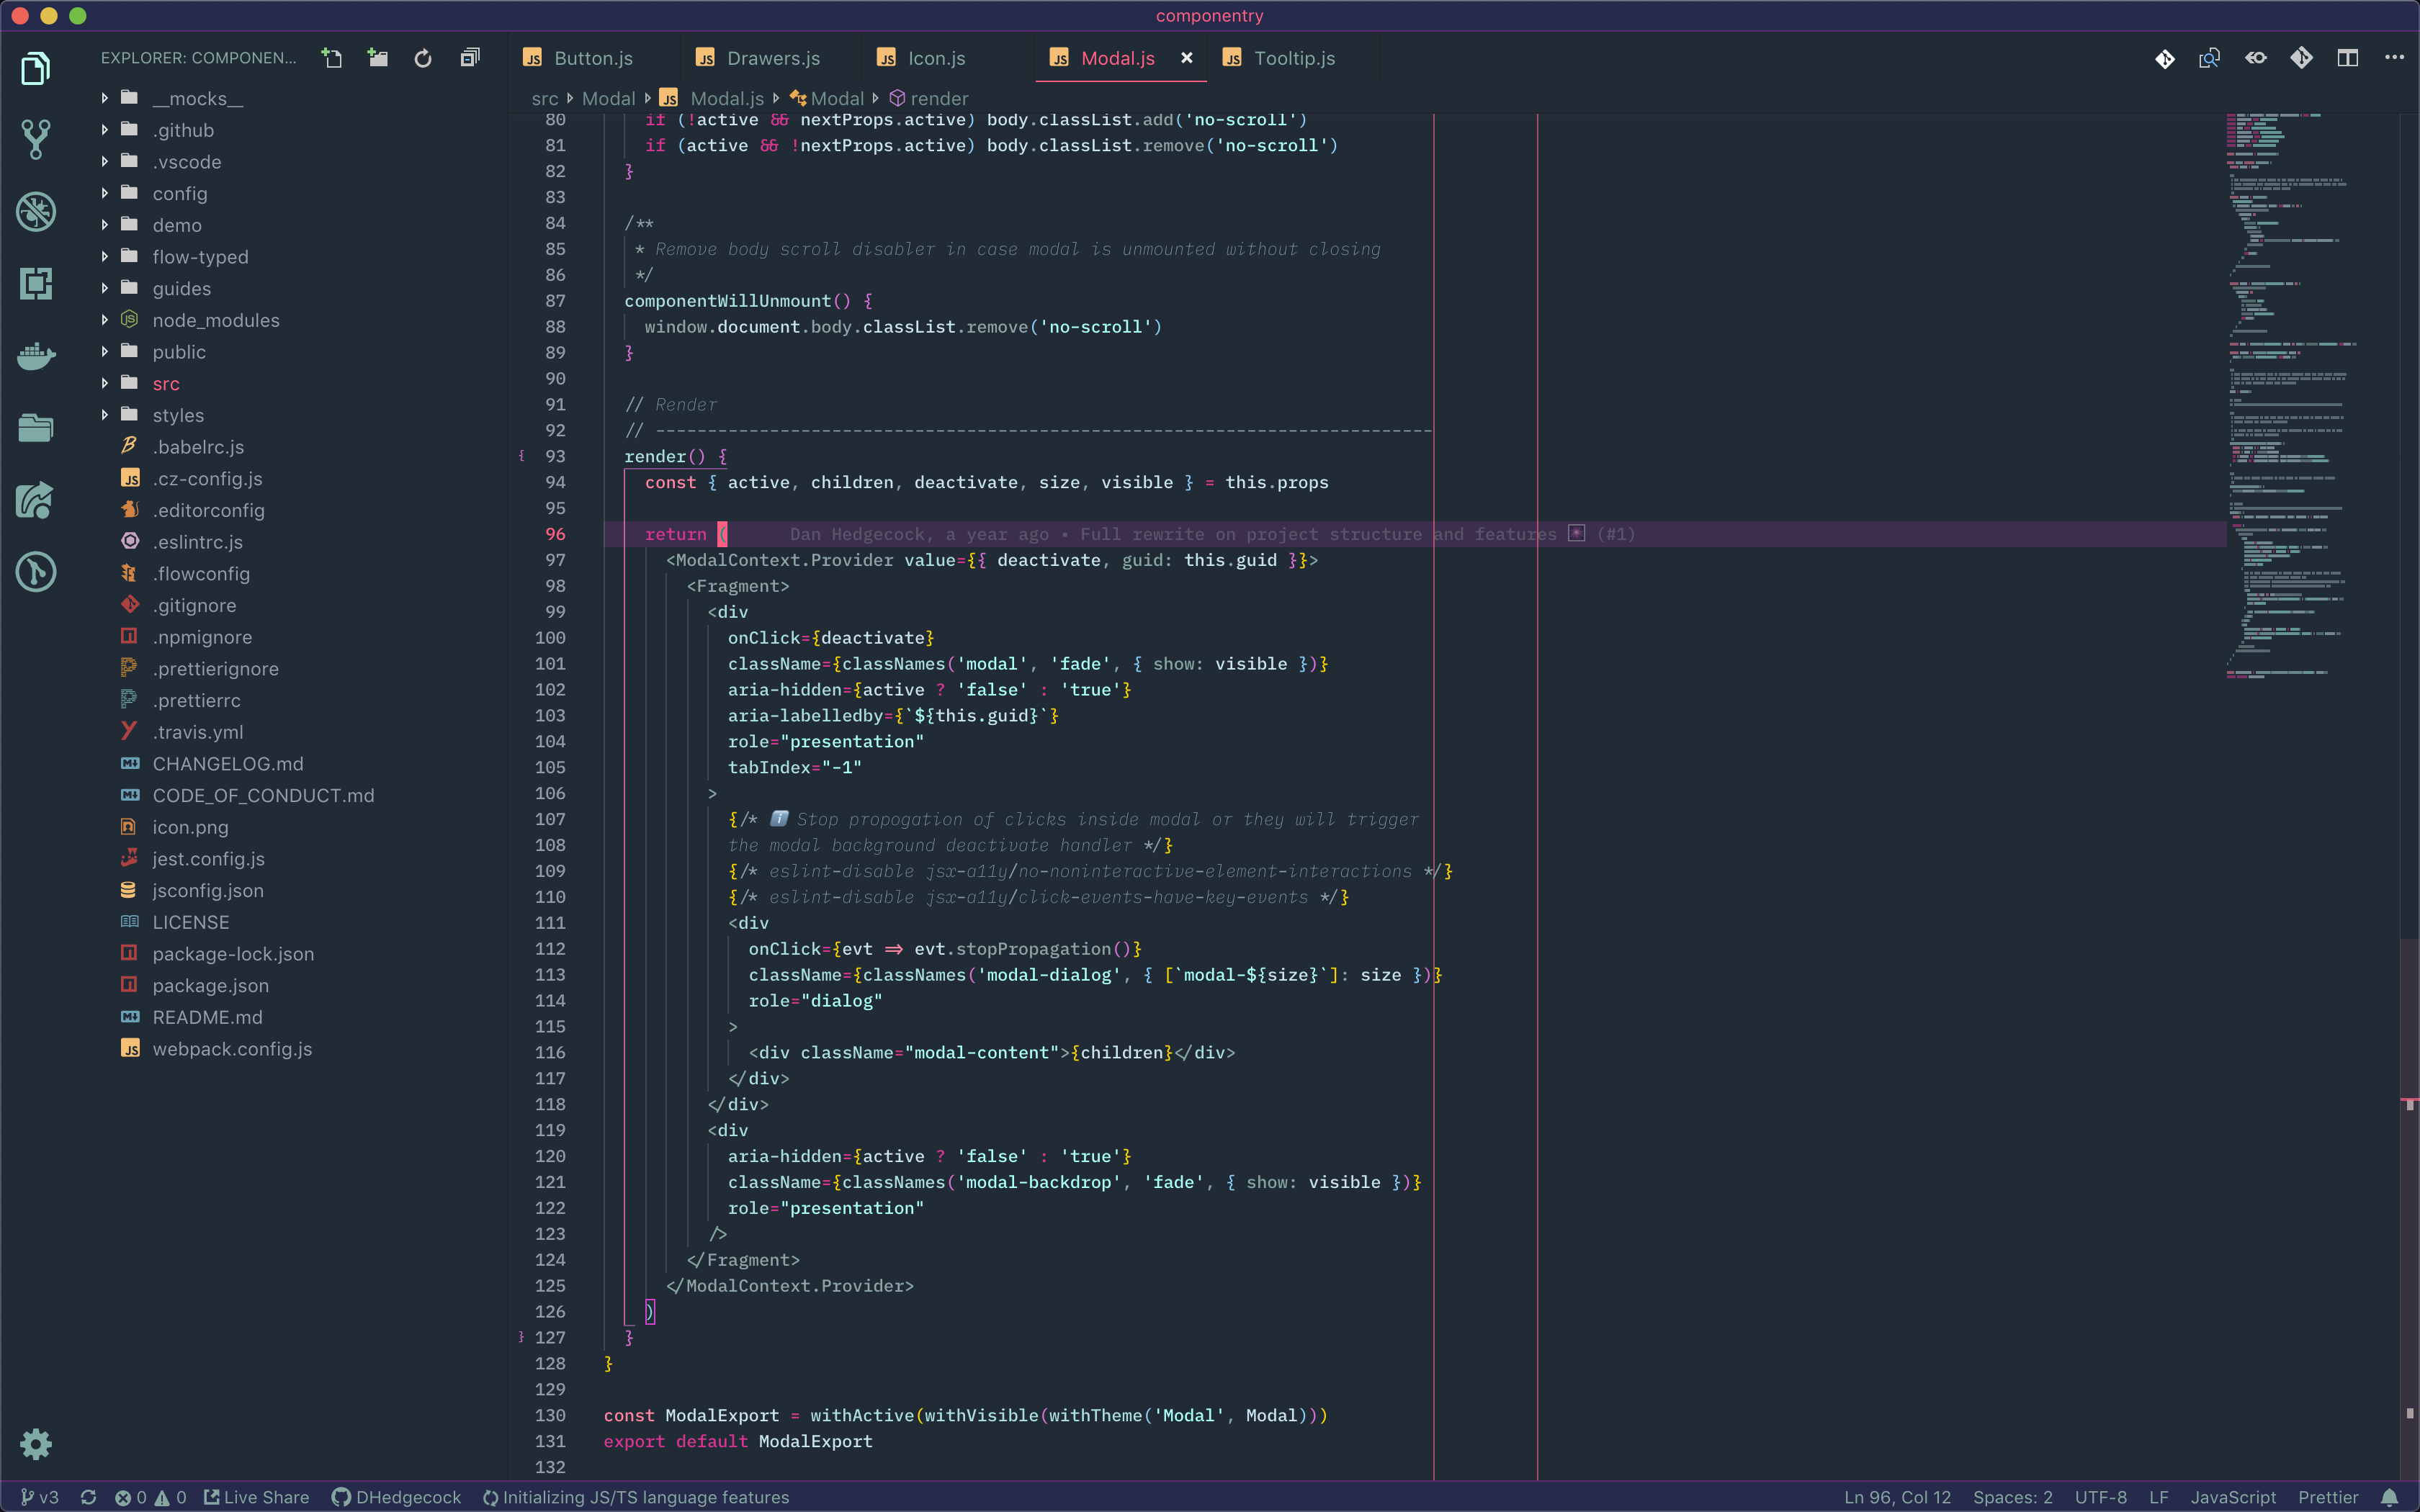 componentry
EXPLORER: COMPONEN...
Button.js
Drawers.js
Icon.js
Modal.js
Tooltip.js
src Modal Modal.js Modal render
__mocks__
.github
.vscode
config
demo
flow-typed
guides
node_modules
public
src
styles
.babelrc.js
.cz-config.js
.editorconfig
.eslintrc.js
.flowconfig
.gitignore
.npmignore
.prettierignore
.prettierrc
.travis.yml
CHANGELOG.md
CODE_OF_CONDUCT.md
icon.png
jest.config.js
jsconfig.json
LICENSE
package-lock.json
package.json
README.md
webpack.config.js
80 if (!active && nextProps.active) body.classList.add('no-scroll')
81 if (active && !nextProps.active) body.classList.remove('no-scroll')
82 }
83
84 /**
85 * Remove body scroll disabler in case modal is unmounted without closing
86 */
87 componentWillUnmount() {
88 window.document.body.classList.remove('no-scroll')
89 }
90
91 // Render
92 // ---------------------------------------------------------------------------
93 render() {
94 const { active, children, deactivate, size, visible } = this.props
95
96 return ( Dan Hedgecock, a year ago • Full rewrite on project structure and features (#1)
97 <ModalContext.Provider value={{ deactivate, guid: this.guid }}>
98 <Fragment>
99 <div
100 onClick={deactivate}
101 className={classNames('modal', 'fade', { show: visible })}
102 aria-hidden={active ? 'false' : 'true'}
103 aria-labelledby={`${this.guid}`}
104 role="presentation"
105 tabIndex="-1"
106 >
107 {/* ℹ️ Stop propogation of clicks inside modal or they will trigger
108 the modal background deactivate handler */}
109 {/* eslint-disable jsx-a11y/no-noninteractive-element-interactions */}
110 {/* eslint-disable jsx-a11y/click-events-have-key-events */}
111 <div
112 onClick={evt => evt.stopPropagation()}
113 className={classNames('modal-dialog', { [`modal-${size}`]: size })}
114 role="dialog"
115 >
116 <div className="modal-content">{children}</div>
117 </div>
118 </div>
119 <div
120 aria-hidden={active ? 'false' : 'true'}
121 className={classNames('modal-backdrop', 'fade', { show: visible })}
122 role="presentation"
123 />
124 </Fragment>
125 </ModalContext.Provider>
126 )
127 }
128 }
129
130 const ModalExport = withActive(withVisible(withTheme('Modal', Modal)))
131 export default ModalExport
132
v3 0 0 Live Share DHedgecock Initializing JS/TS language features Ln 96, Col 12 Spaces: 2 UTF-8 LF JavaScript Prettier